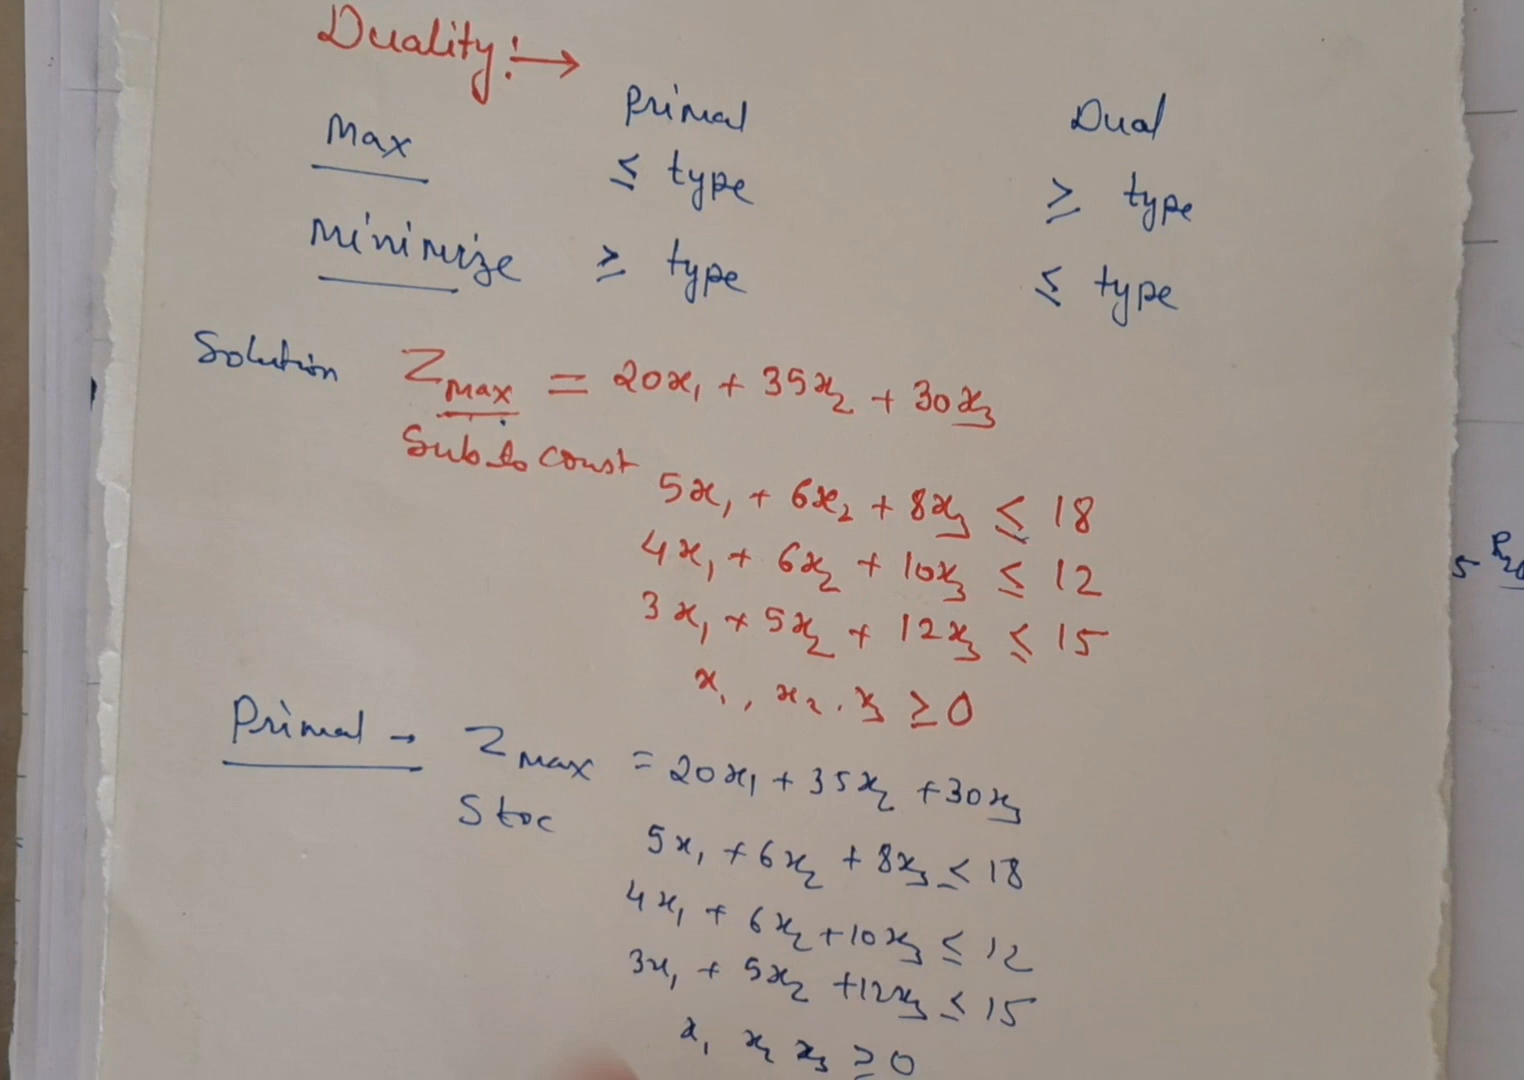 Duality:→
Primal Dual
Max ≤ type ≥ type
Minimize ≥ type ≤ type
Solution Zmax = 20x₁ + 35x₂ + 30x₃
Sub to const
5x₁ + 6x₂ + 8x₃ ≤ 18
4x₁ + 6x₂ + 10x₃ ≤ 12
3x₁ + 5x₂ + 12x₃ ≤ 15
x₁, x₂, x₃ ≥ 0
Primal → Zmax = 20x₁ + 35x₂ + 30x₃
Stoc
5x₁ + 6x₂ + 8x₃ ≤ 18
4x₁ + 6x₂ + 10x₃ ≤ 12
3x₁ + 5x₂ + 12x₃ ≤ 15
x₁ x₂ x₃ ≥ 0